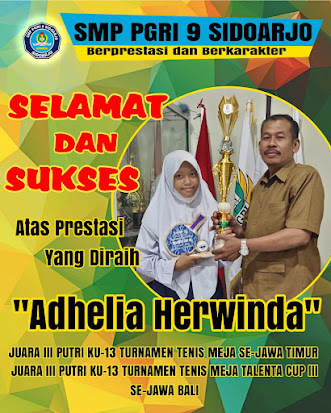 SMP PGRI 9 SIDOARJO
Berprestasi dan Berkarakter
SELAMAT
DAN
SUKSES
Atas Prestasi
Yang Diraih
"Adhelia Herwinda"
JUARA III PUTRI KU-13 TURNAMEN TENIS MEJA SE-JAWA TIMUR
JUARA III PUTRI KU-13 TURNAMEN TENIS MEJA TALENTA CUP III
SE-JAWA BALI